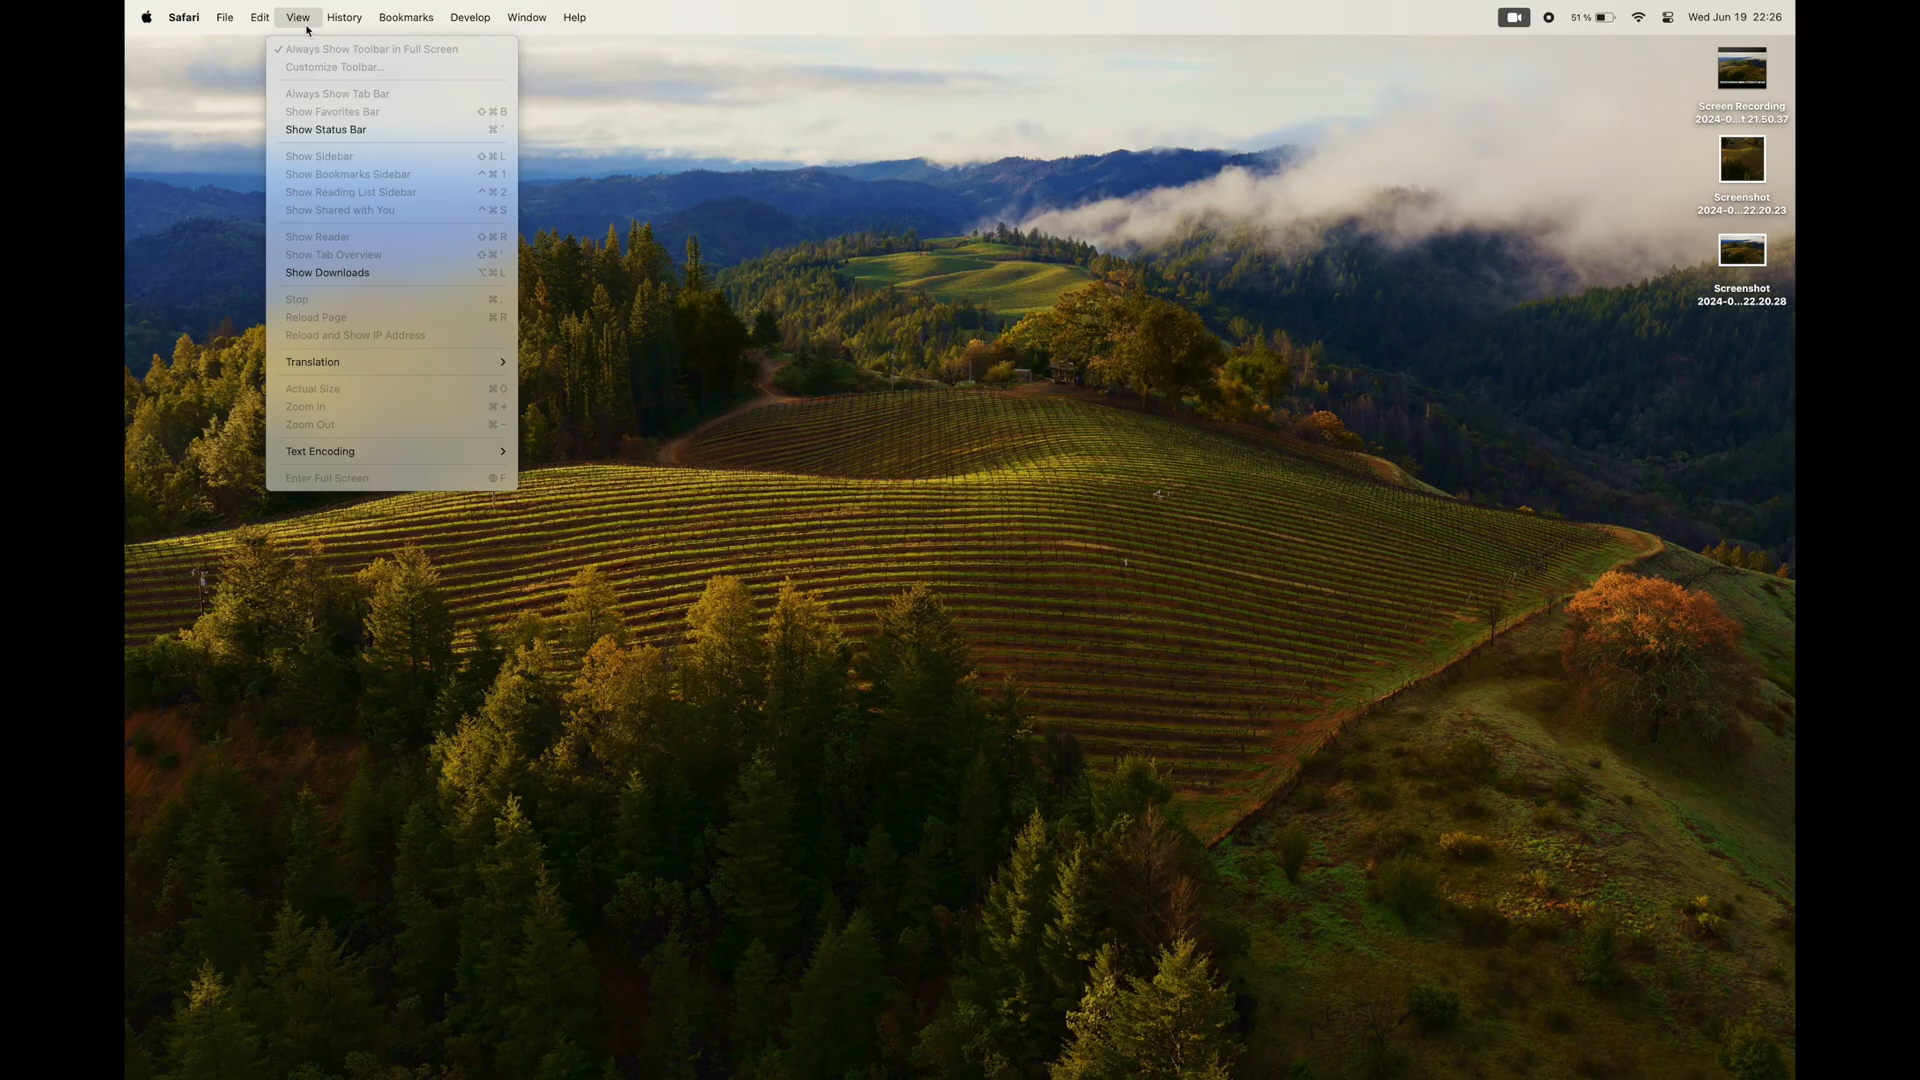 Safari File Edit View History Bookmarks Develop Window Help 51 % Wed Jun 19 22:26
✓ Always Show Toolbar in Full Screen
Customize Toolbar...
Always Show Tab Bar
Show Favorites Bar ⇧⌘B
Show Status Bar ⌘
Show Sidebar ⇧⌘L
Show Bookmarks Sidebar ^⌘1
Show Reading List Sidebar ^⌘2
Show Shared with You ^⌘S
Show Reader ⇧⌘R
Show Tab Overview ⇧⌘
Show Downloads ⌥⌘L
Stop ⌘.
Reload Page ⌘R
Reload and Show IP Address
Translation >
Actual Size ⌘0
Zoom In ⌘+
Zoom Out ⌘−
Text Encoding >
Enter Full Screen F
Screen Recording
2024-0...t 21.50.37
Screenshot
2024-0...22.20.23
Screenshot
2024-0...22.20.28